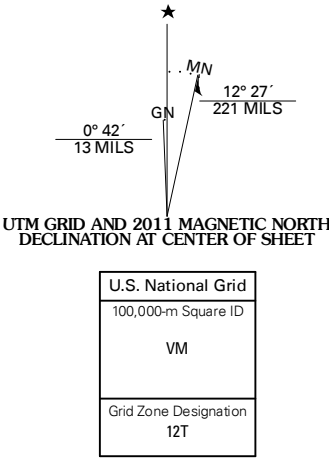 MN
GN
12° 27´
221 MILS
0° 42´
13 MILS
UTM GRID AND 2011 MAGNETIC NORTH
DECLINATION AT CENTER OF SHEET
U.S. National Grid
100,000-m Square ID
VM
Grid Zone Designation
12T